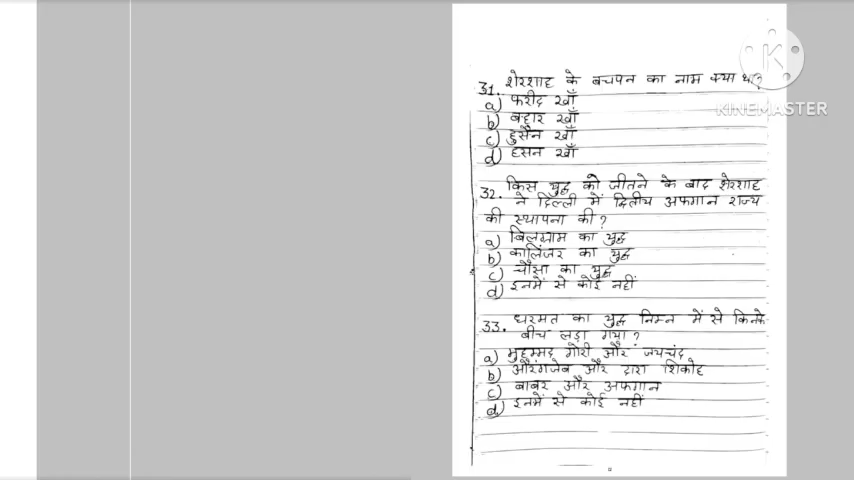 KINEMASTER
31. शेरशाह के बचपन का नाम क्या था?
a) फरीद खाँ
b) बहार खाँ
c) हुसैन खाँ
d) हसन खाँ
32. किस युद्ध को जीतने के बाद शेरशाह
ने दिल्ली में द्वितीय अफगान राज्य
की स्थापना की?
a) बिलग्राम का युद्ध
b) कालिंजर का युद्ध
c) चौसा का युद्ध
d) इनमें से कोई नहीं
33. धरमत का युद्ध निम्न में से किनके
बीच लड़ा गया?
a) मुहम्मद गोरी और जयचंद
b) औरंगजेब और दारा शिकोह
c) बाबर और अफगान
d) इनमें से कोई नहीं